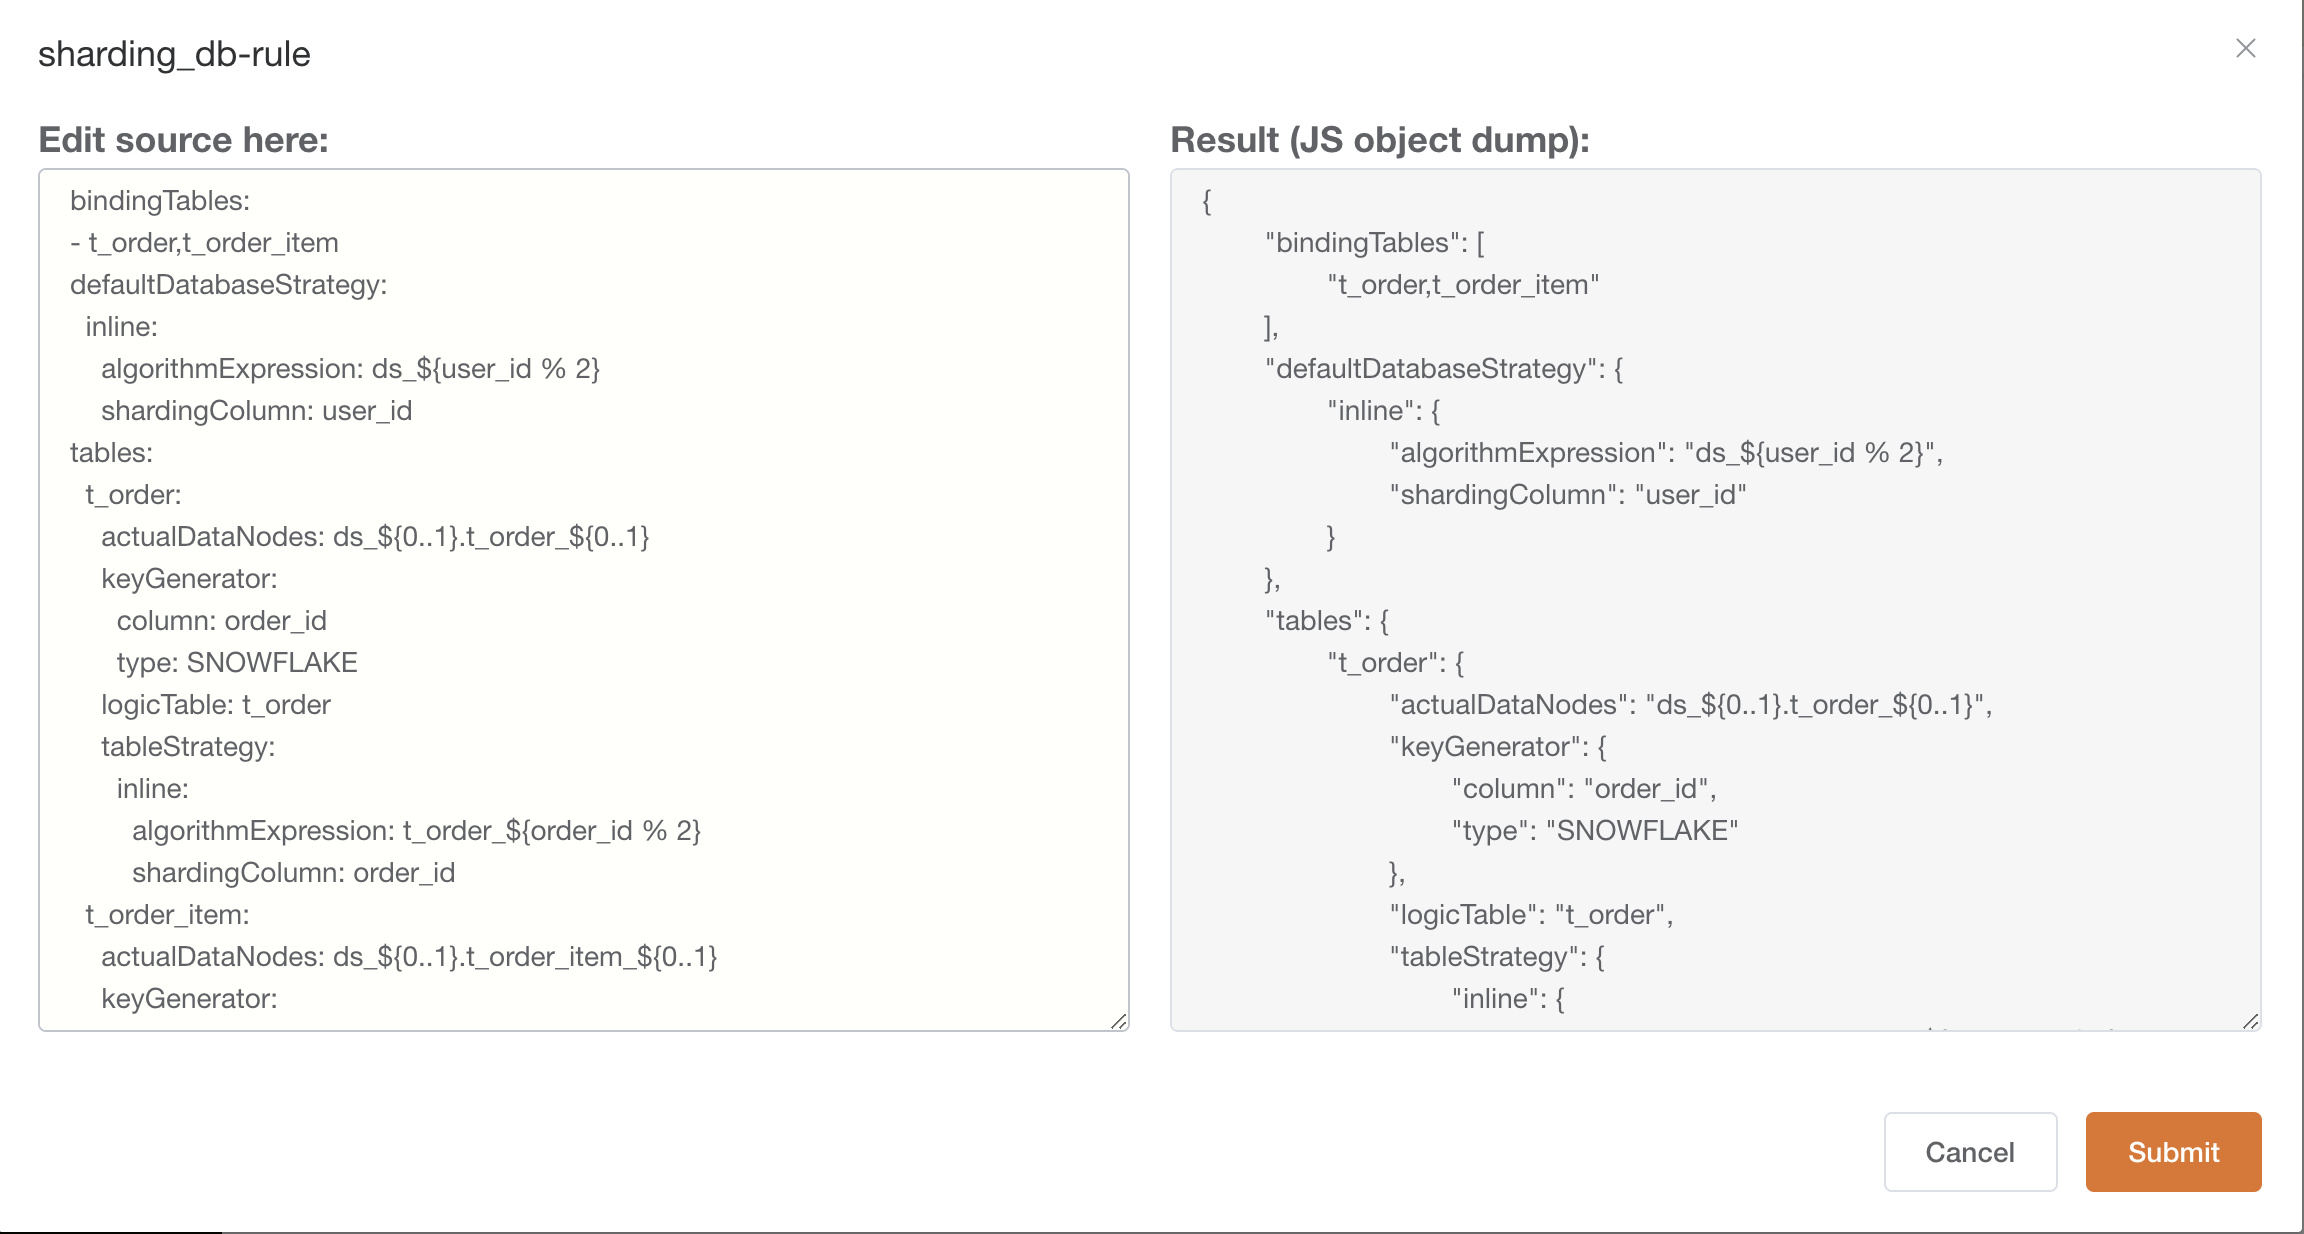 sharding_db-rule
Edit source here:
bindingTables:
- t_order,t_order_item
defaultDatabaseStrategy:
  inline:
    algorithmExpression: ds_${user_id % 2}
    shardingColumn: user_id
tables:
  t_order:
    actualDataNodes: ds_${0..1}.t_order_${0..1}
    keyGenerator:
      column: order_id
      type: SNOWFLAKE
    logicTable: t_order
    tableStrategy:
      inline:
        algorithmExpression: t_order_${order_id % 2}
        shardingColumn: order_id
  t_order_item:
    actualDataNodes: ds_${0..1}.t_order_item_${0..1}
    keyGenerator:
Result (JS object dump):
{
	"bindingTables": [
		"t_order,t_order_item"
	],
	"defaultDatabaseStrategy": {
		"inline": {
			"algorithmExpression": "ds_${user_id % 2}",
			"shardingColumn": "user_id"
		}
	},
	"tables": {
		"t_order": {
			"actualDataNodes": "ds_${0..1}.t_order_${0..1}",
			"keyGenerator": {
				"column": "order_id",
				"type": "SNOWFLAKE"
			},
			"logicTable": "t_order",
			"tableStrategy": {
				"inline": {
Cancel
Submit